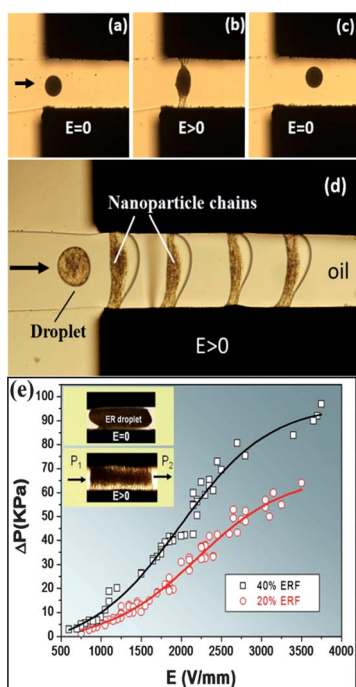 (a)
E=0
(b)
E>0
(c)
E=0
(d)
Nanoparticle chains
Droplet
oil
E>0
(e)
ER droplet
E=0
P1
P2
E>0
ΔP(KPa)
100
90
80
70
60
50
40
30
20
10
0
40% ERF
20% ERF
500 1000 1500 2000 2500 3000 3500 4000
E (V/mm)